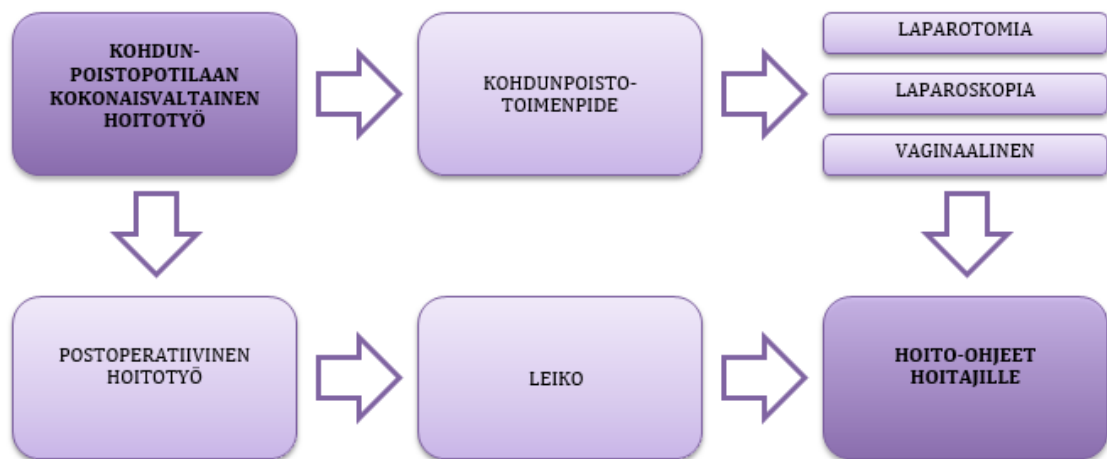 KOHDUN-
POISTOPOTILAAN
KOKONAISVALTAINEN
HOITOTYÖ
KOHDUNPOISTO-
TOIMENPIDE
LAPAROTOMIA
LAPAROSKOPIA
VAGINAALINEN
POSTOPERATIIVINEN
HOITOTYÖ
LEIKO
HOITO-OHJEET
HOITAJILLE